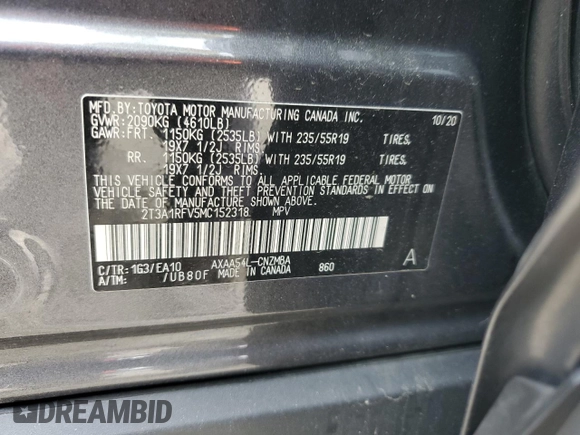 MFD.BY:TOYOTA MOTOR MANUFACTURING CANADA INC. 10/20
GVWR:2090KG (4610LB)
GAWR:FRT. 1150KG (2535LB) WITH 235/55R19 TIRES,
19X7 1/2J RIMS.
RR. 1150KG (2535LB) WITH 235/55R19 TIRES,
19X7 1/2J RIMS.
THIS VEHICLE CONFORMS TO ALL APPLICABLE FEDERAL MOTOR
VEHICLE SAFETY AND THEFT PREVENTION STANDARDS IN EFFECT
ON THE DATE OF MANUFACTURE SHOWN ABOVE.
2T3A1RFV5MC152318 MPV
C/TR:1G3/EA10 AXAA54L-CNZMBA 860 A
A/TM: /UB80F MADE IN CANADA
DREAMBID